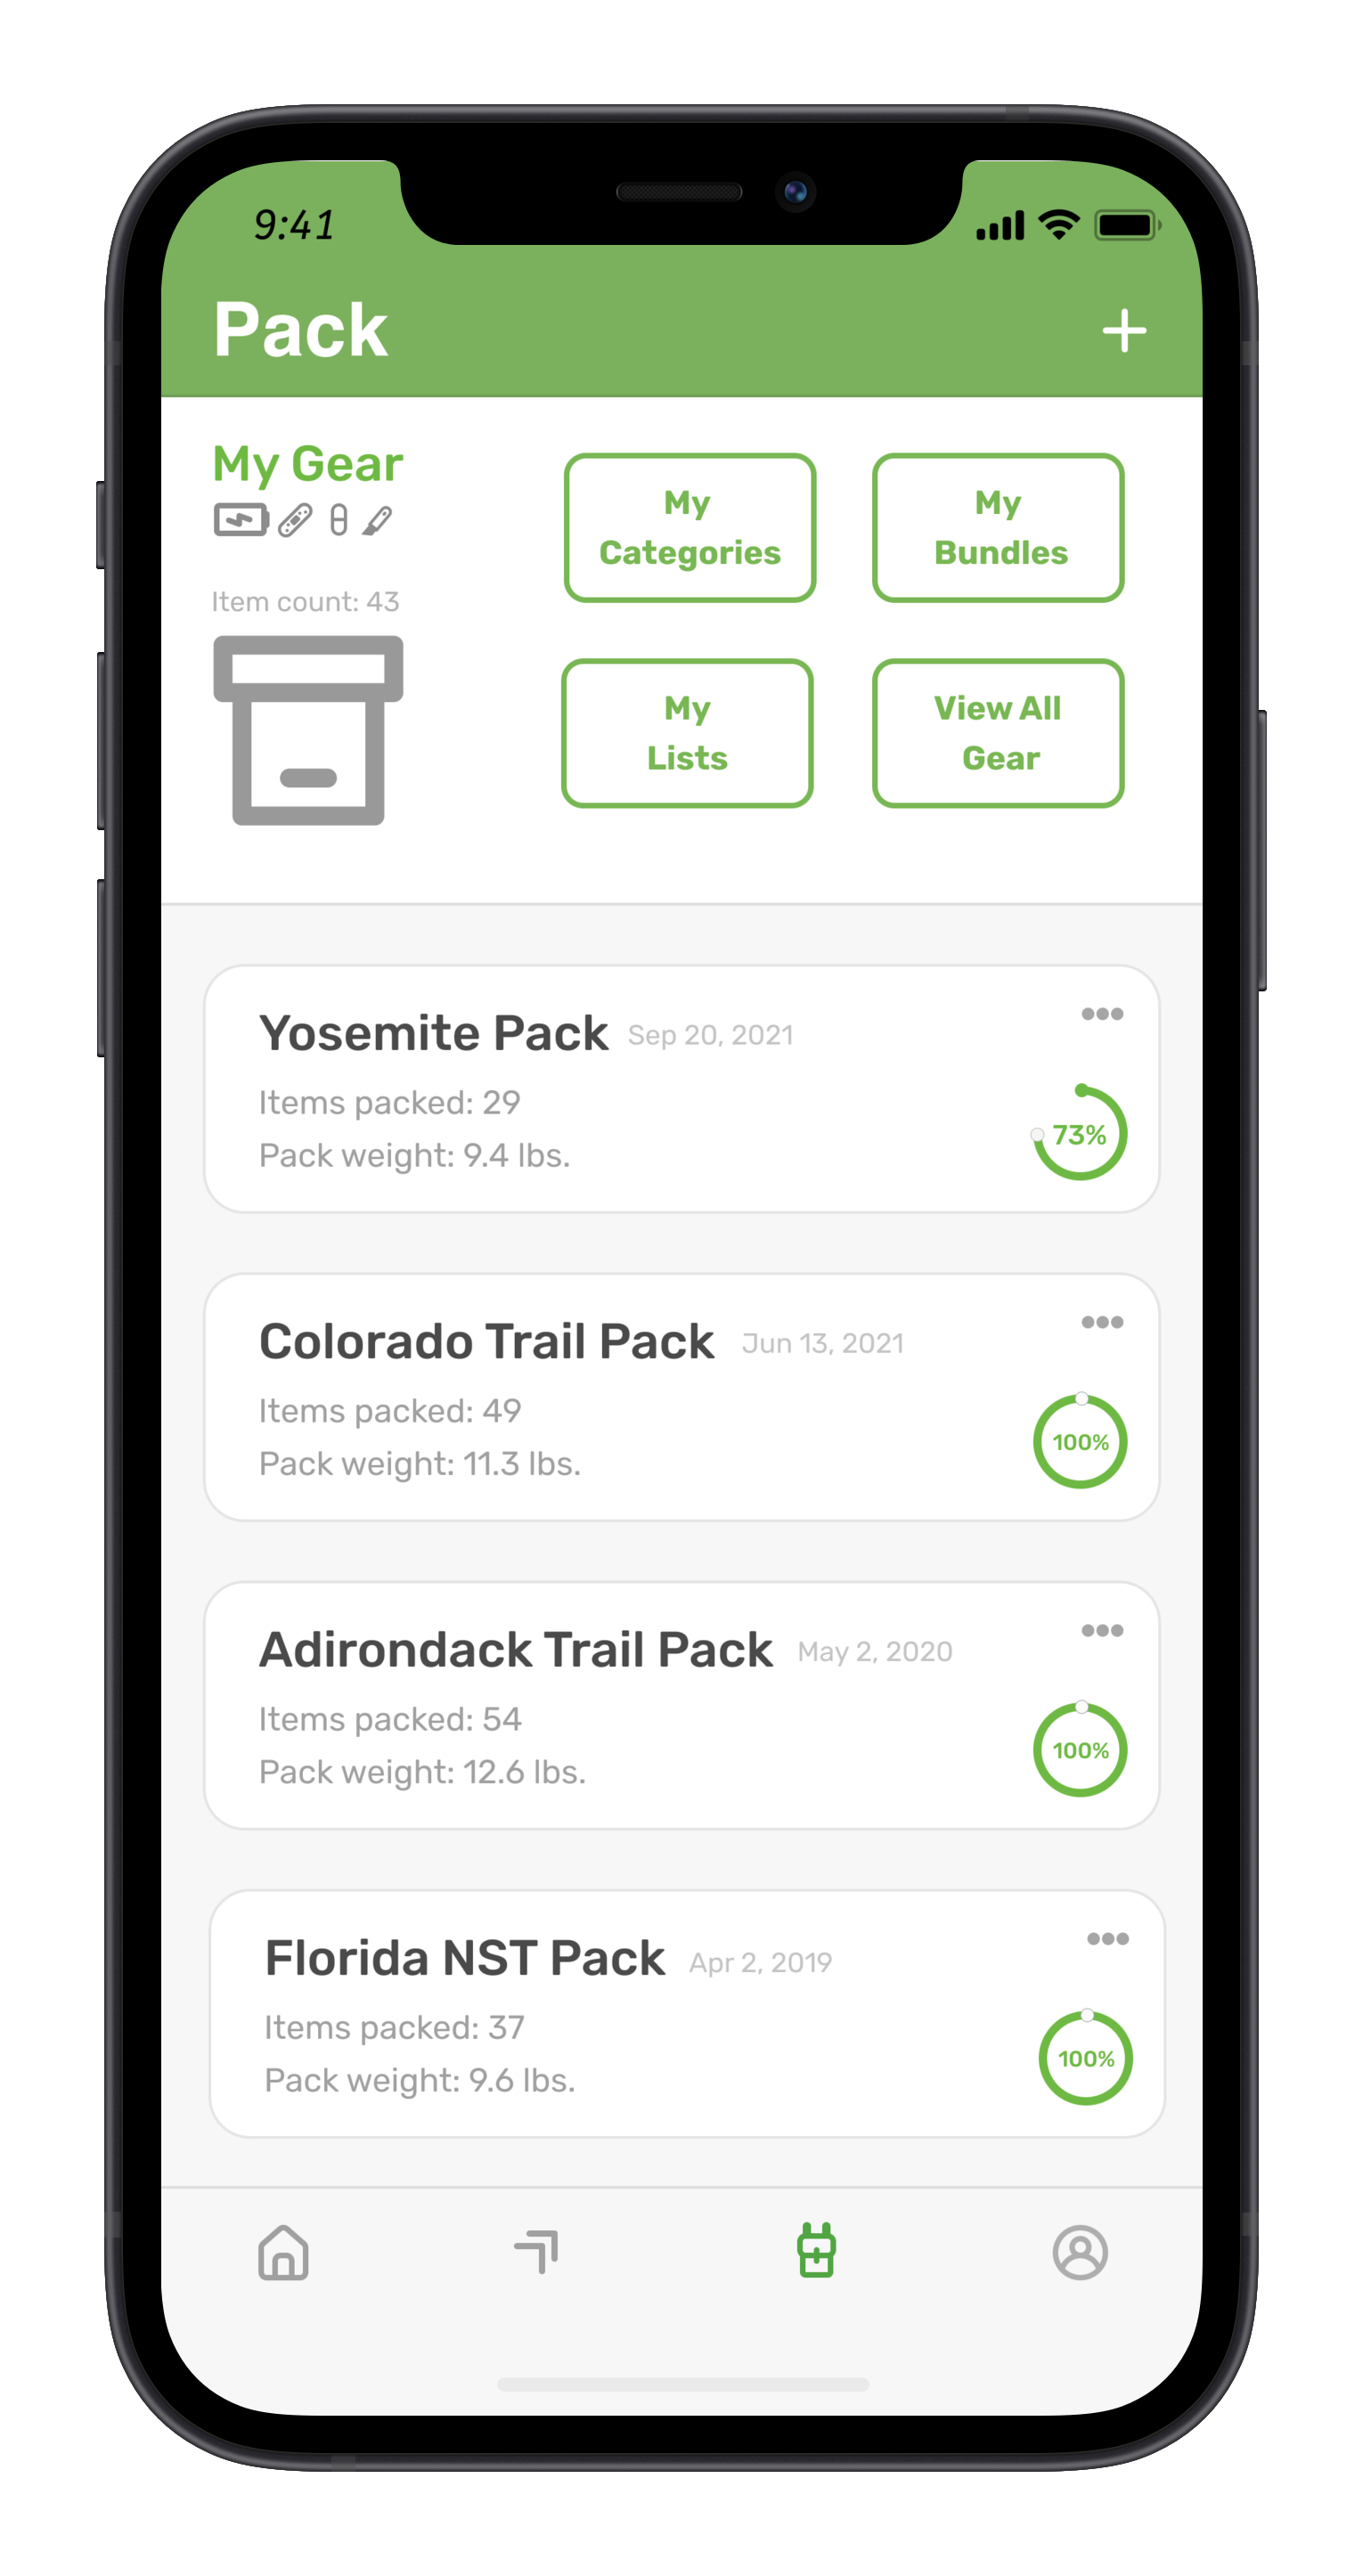 9:41
Pack
My Gear
Item count: 43
My
Categories
My
Bundles
My
Lists
View All
Gear
Yosemite Pack Sep 20, 2021
Items packed: 29
Pack weight: 9.4 lbs.
73%
Colorado Trail Pack Jun 13, 2021
Items packed: 49
Pack weight: 11.3 lbs.
100%
Adirondack Trail Pack May 2, 2020
Items packed: 54
Pack weight: 12.6 lbs.
100%
Florida NST Pack Apr 2, 2019
Items packed: 37
Pack weight: 9.6 lbs.
100%